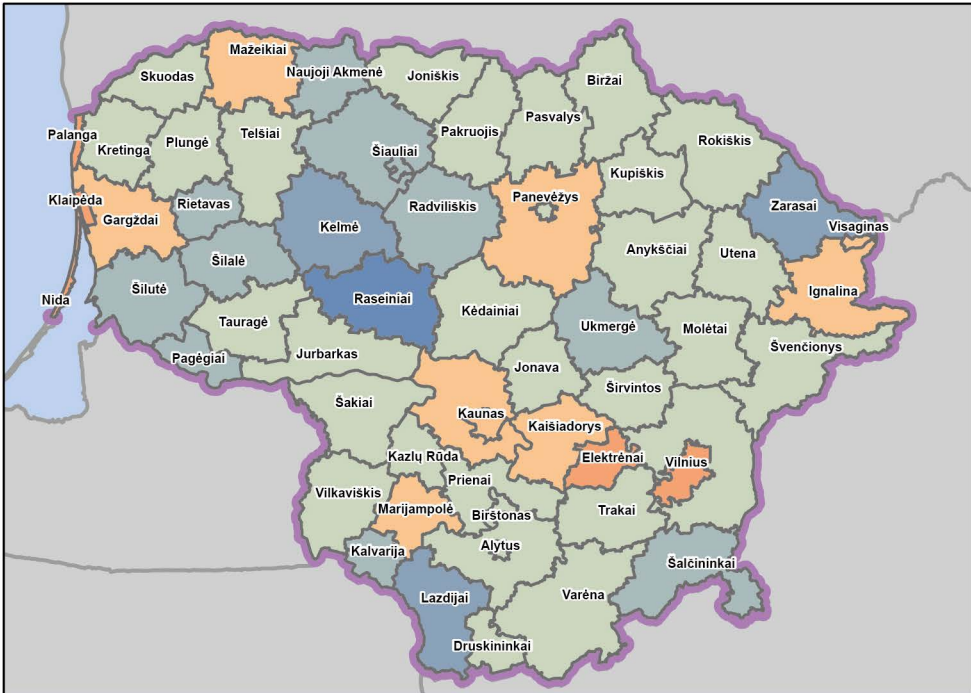 Mažeikiai
Skuodas
Naujoji Akmenė
Joniškis
Biržai
Pasvalys
Pakruojis
Palanga
Kretinga
Plungė
Telšiai
Šiauliai
Rokiškis
Kupiškis
Klaipėda
Gargždai
Rietavas
Radviliškis
Panevėžys
Zarasai
Visaginas
Kelmė
Anykščiai
Utena
Šilalė
Šilutė
Ignalina
Nida
Raseiniai
Kėdainiai
Tauragė
Ukmergė
Molėtai
Švenčionys
Pagėgiai
Jurbarkas
Jonava
Širvintos
Šakiai
Kaunas
Kaišiadorys
Kazlų Rūda
Elektrėnai
Vilnius
Prienai
Vilkaviškis
Marijampolė
Birštonas
Trakai
Kalvarija
Alytus
Šalčininkai
Lazdijai
Varėna
Druskininkai